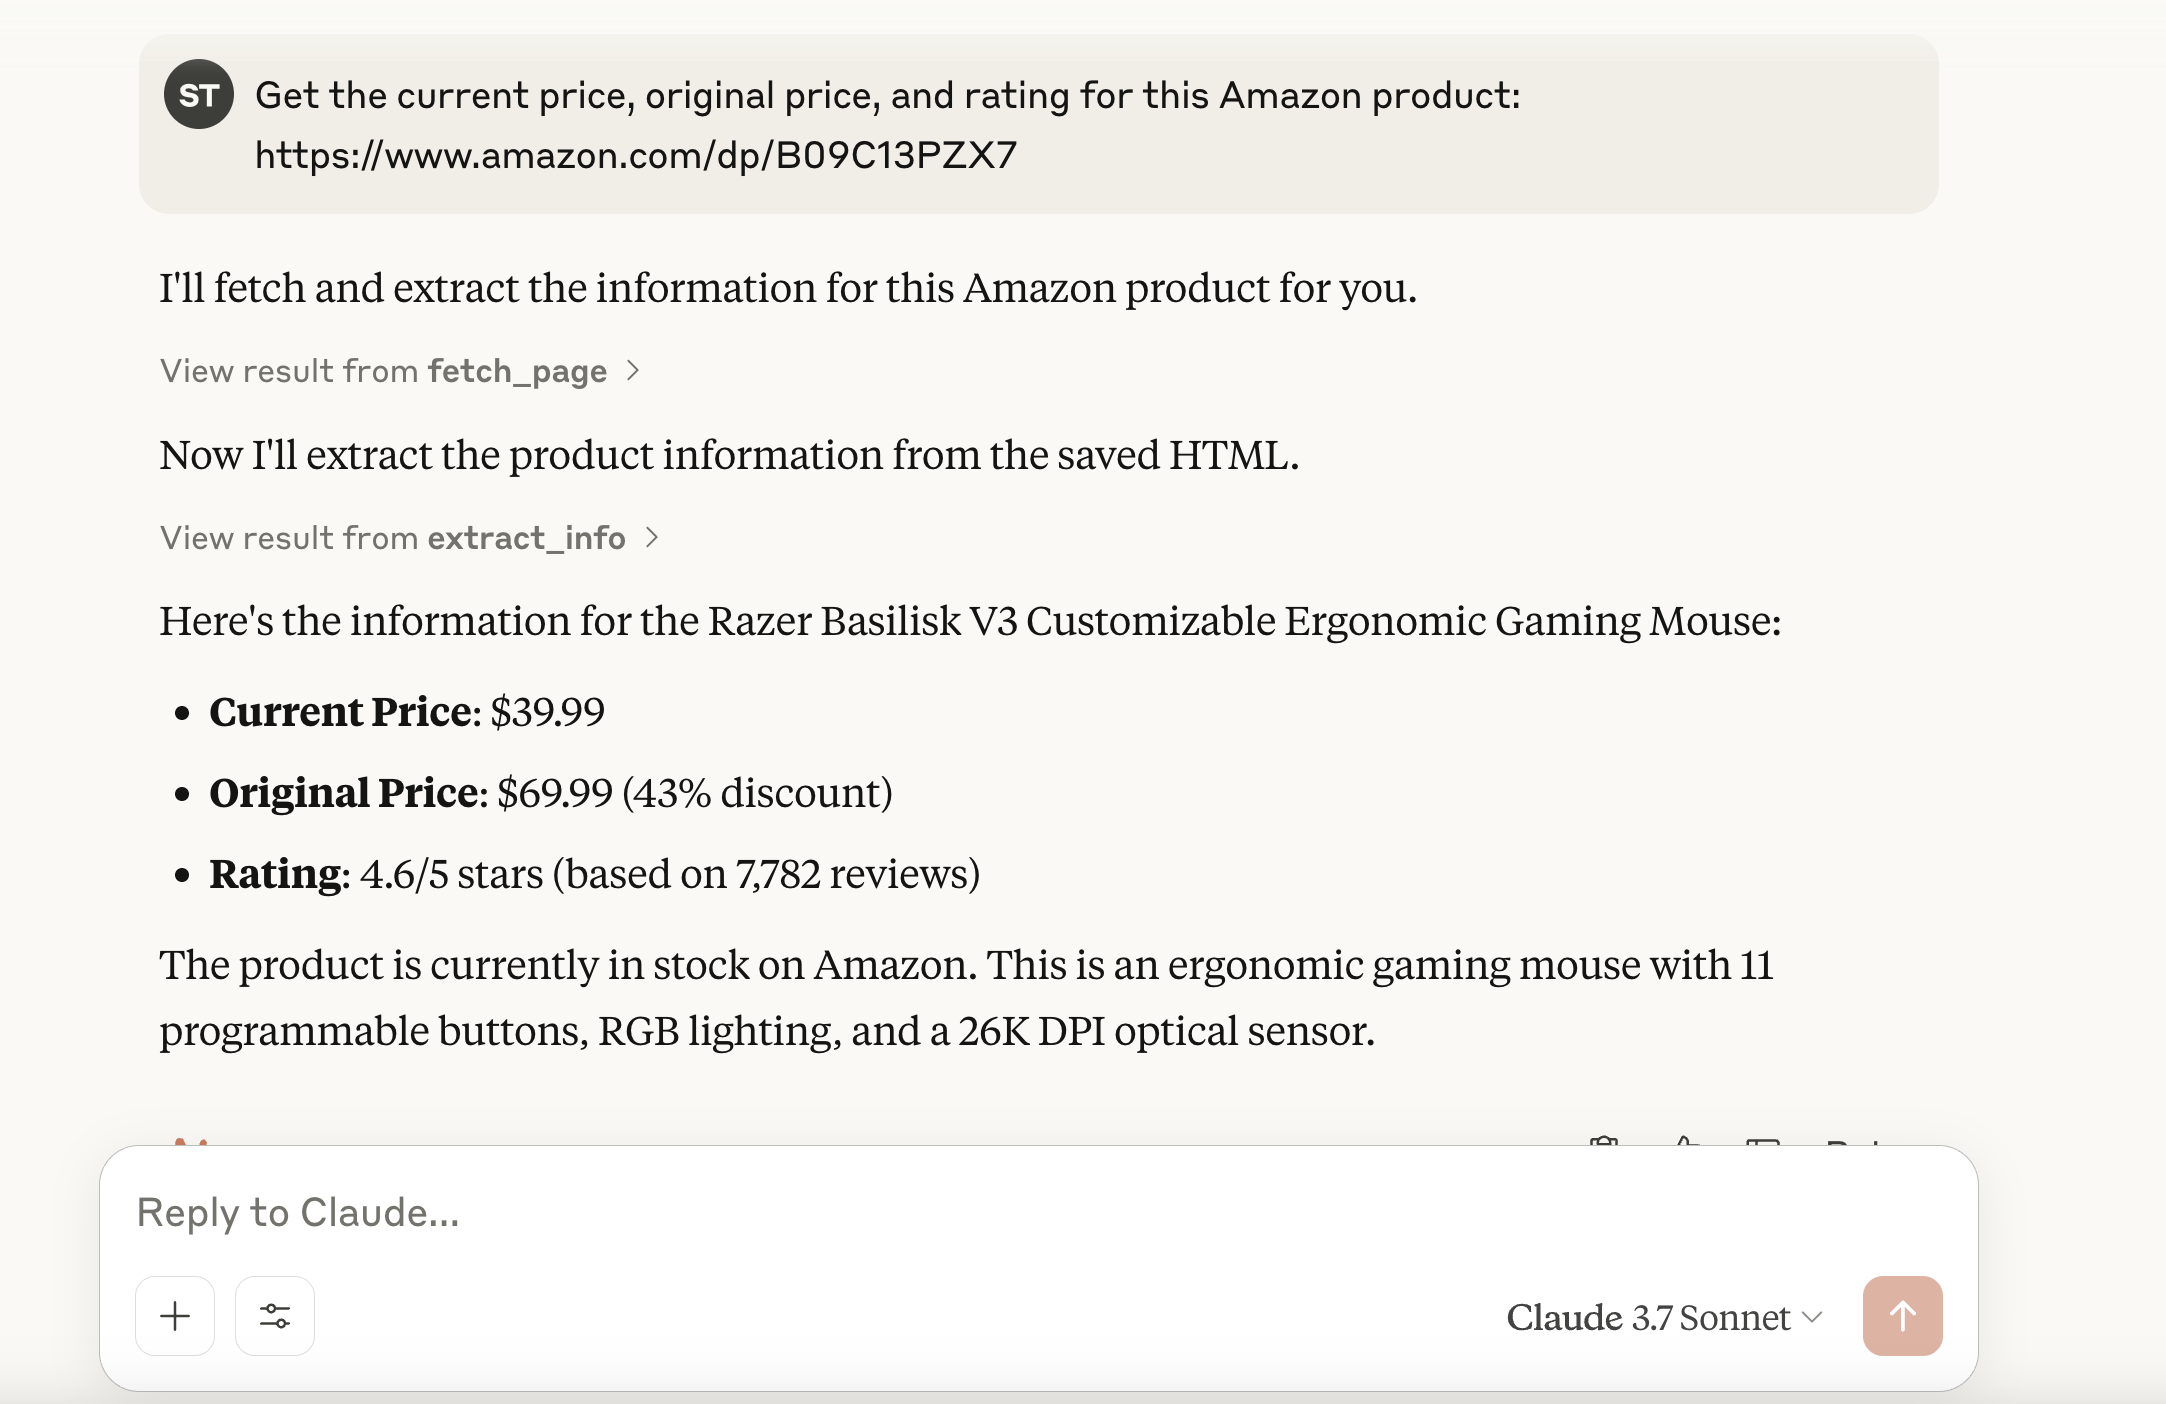 ST
Get the current price, original price, and rating for this Amazon product:
https://www.amazon.com/dp/B09C13PZX7
I'll fetch and extract the information for this Amazon product for you.
View result from fetch_page
Now I'll extract the product information from the saved HTML.
View result from extract_info
Here's the information for the Razer Basilisk V3 Customizable Ergonomic Gaming Mouse:
• Current Price: $39.99
• Original Price: $69.99 (43% discount)
• Rating: 4.6/5 stars (based on 7,782 reviews)
The product is currently in stock on Amazon. This is an ergonomic gaming mouse with 11
programmable buttons, RGB lighting, and a 26K DPI optical sensor.
Reply to Claude...
Claude 3.7 Sonnet